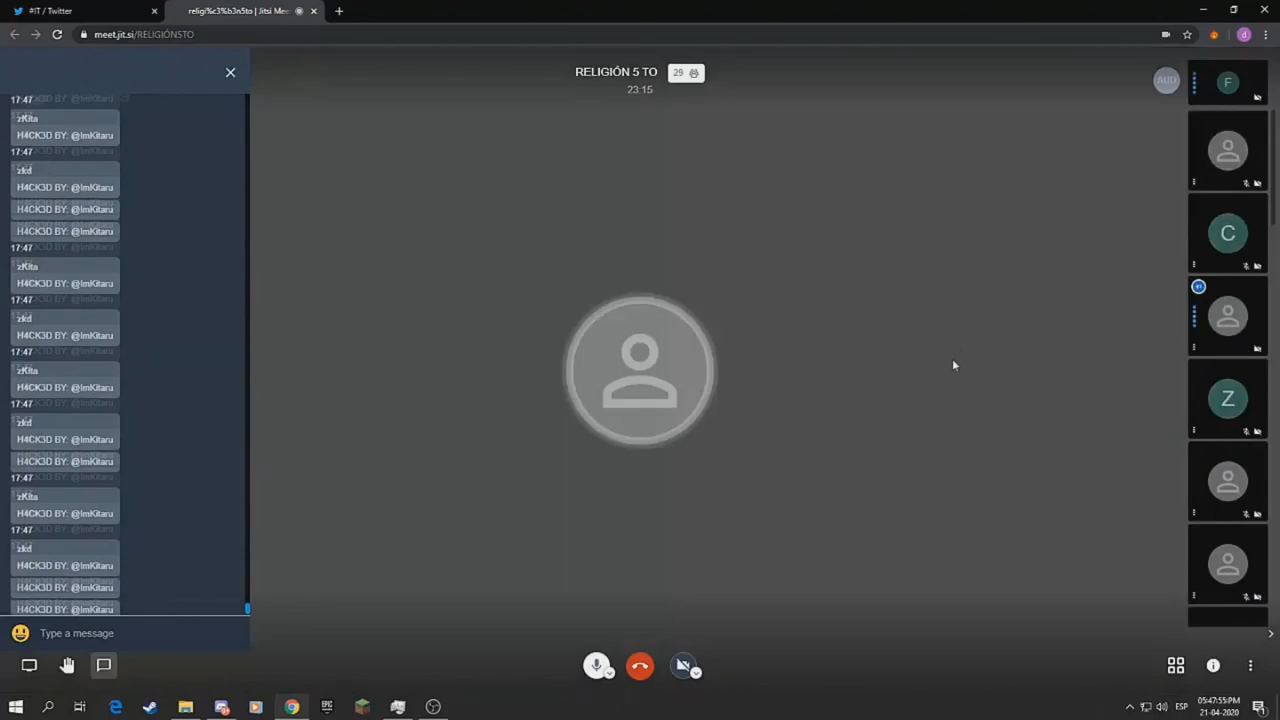 #IT / Twitter
religi%c3%b3n5to | Jitsi Mee
meet.jit.si/RELIGIÓN5TO
d
RELIGIÓN 5 TO
29
23:15
AUD
F
C
Z
17:47
zKita
H4CK3D BY: @ImKitaru
17:47
zkd
H4CK3D BY: @ImKitaru
H4CK3D BY: @ImKitaru
H4CK3D BY: @ImKitaru
17:47
zKita
H4CK3D BY: @ImKitaru
17:47
zkd
H4CK3D BY: @ImKitaru
17:47
zKita
H4CK3D BY: @ImKitaru
17:47
zkd
H4CK3D BY: @ImKitaru
H4CK3D BY: @ImKitaru
17:47
zKita
H4CK3D BY: @ImKitaru
17:47
zkd
H4CK3D BY: @ImKitaru
H4CK3D BY: @ImKitaru
H4CK3D BY: @ImKitaru
Type a message
EPIC
ESP
05:47:55PM
21-04-2020
1